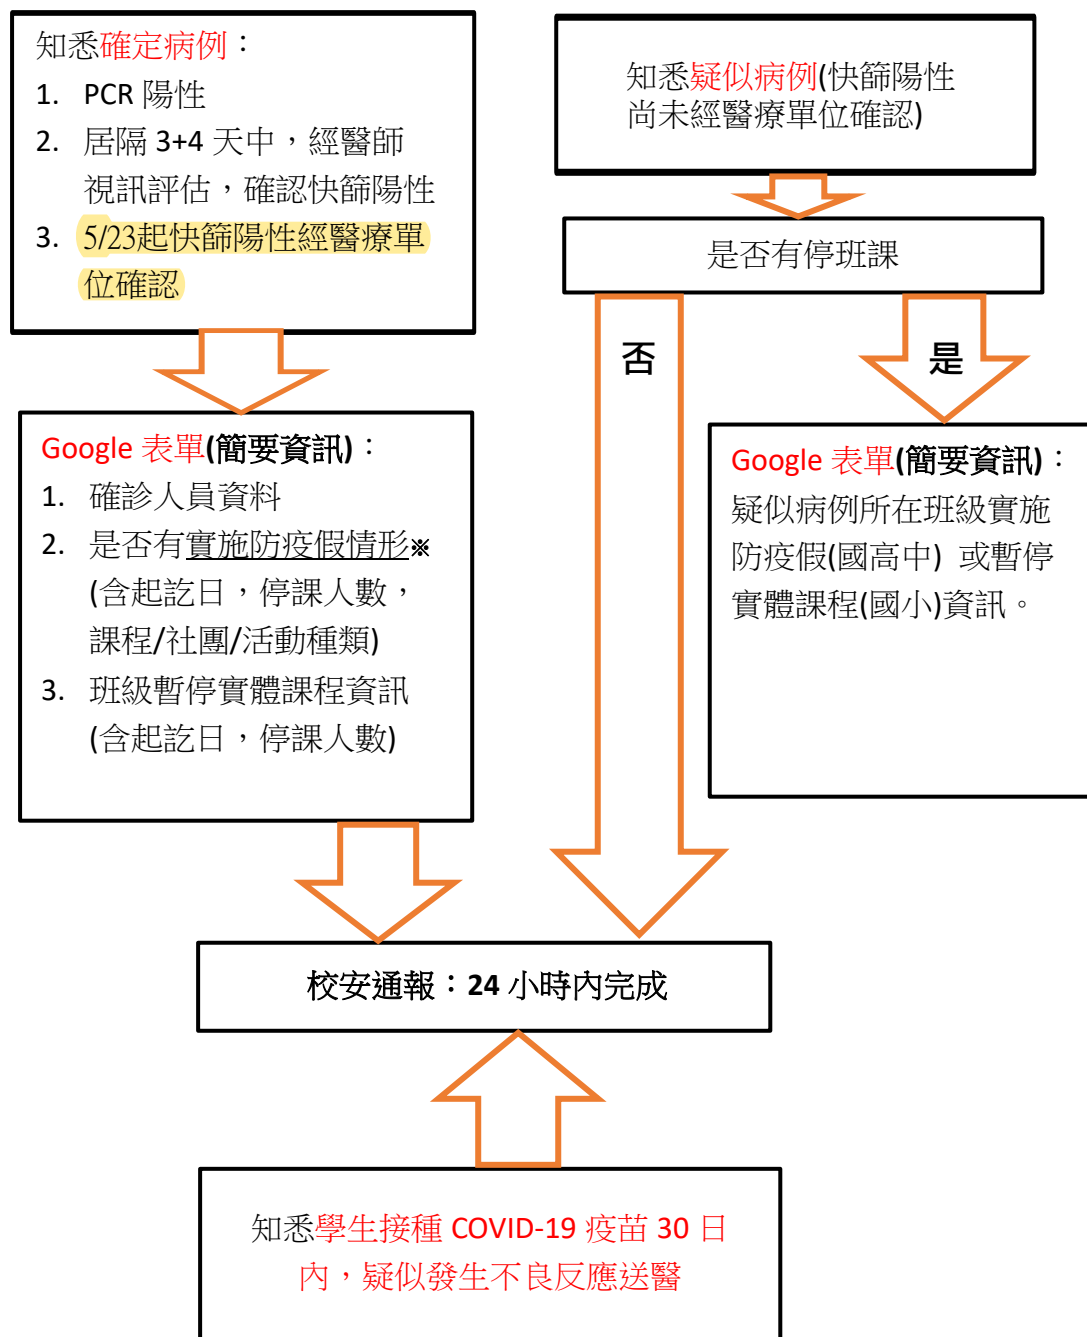 知悉確定病例：
1. PCR 陽性
2. 居隔 3+4 天中，經醫師
視訊評估，確認快篩陽性
3. 5/23起快篩陽性經醫療單
位確認
知悉疑似病例(快篩陽性
尚未經醫療單位確認)
是否有停班課
否
是
Google 表單(簡要資訊)：
1. 確診人員資料
2. 是否有實施防疫假情形※
(含起訖日，停課人數，
課程/社團/活動種類)
3. 班級暫停實體課程資訊
(含起訖日，停課人數)
Google 表單(簡要資訊)：
疑似病例所在班級實施
防疫假(國高中) 或暫停
實體課程(國小)資訊。
校安通報：24 小時內完成
知悉學生接種 COVID-19 疫苗 30 日
內，疑似發生不良反應送醫